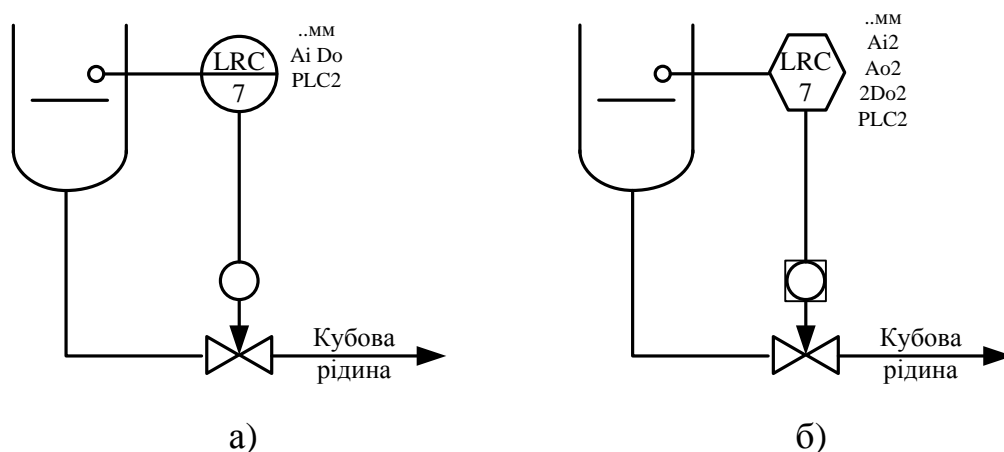 ..мм
LRC
Ai Do
PLC2
7
Кубова
рідина
а)
..мм
Ai2
LRC
Ao2
7
2Do2
PLC2
Кубова
рідина
б)